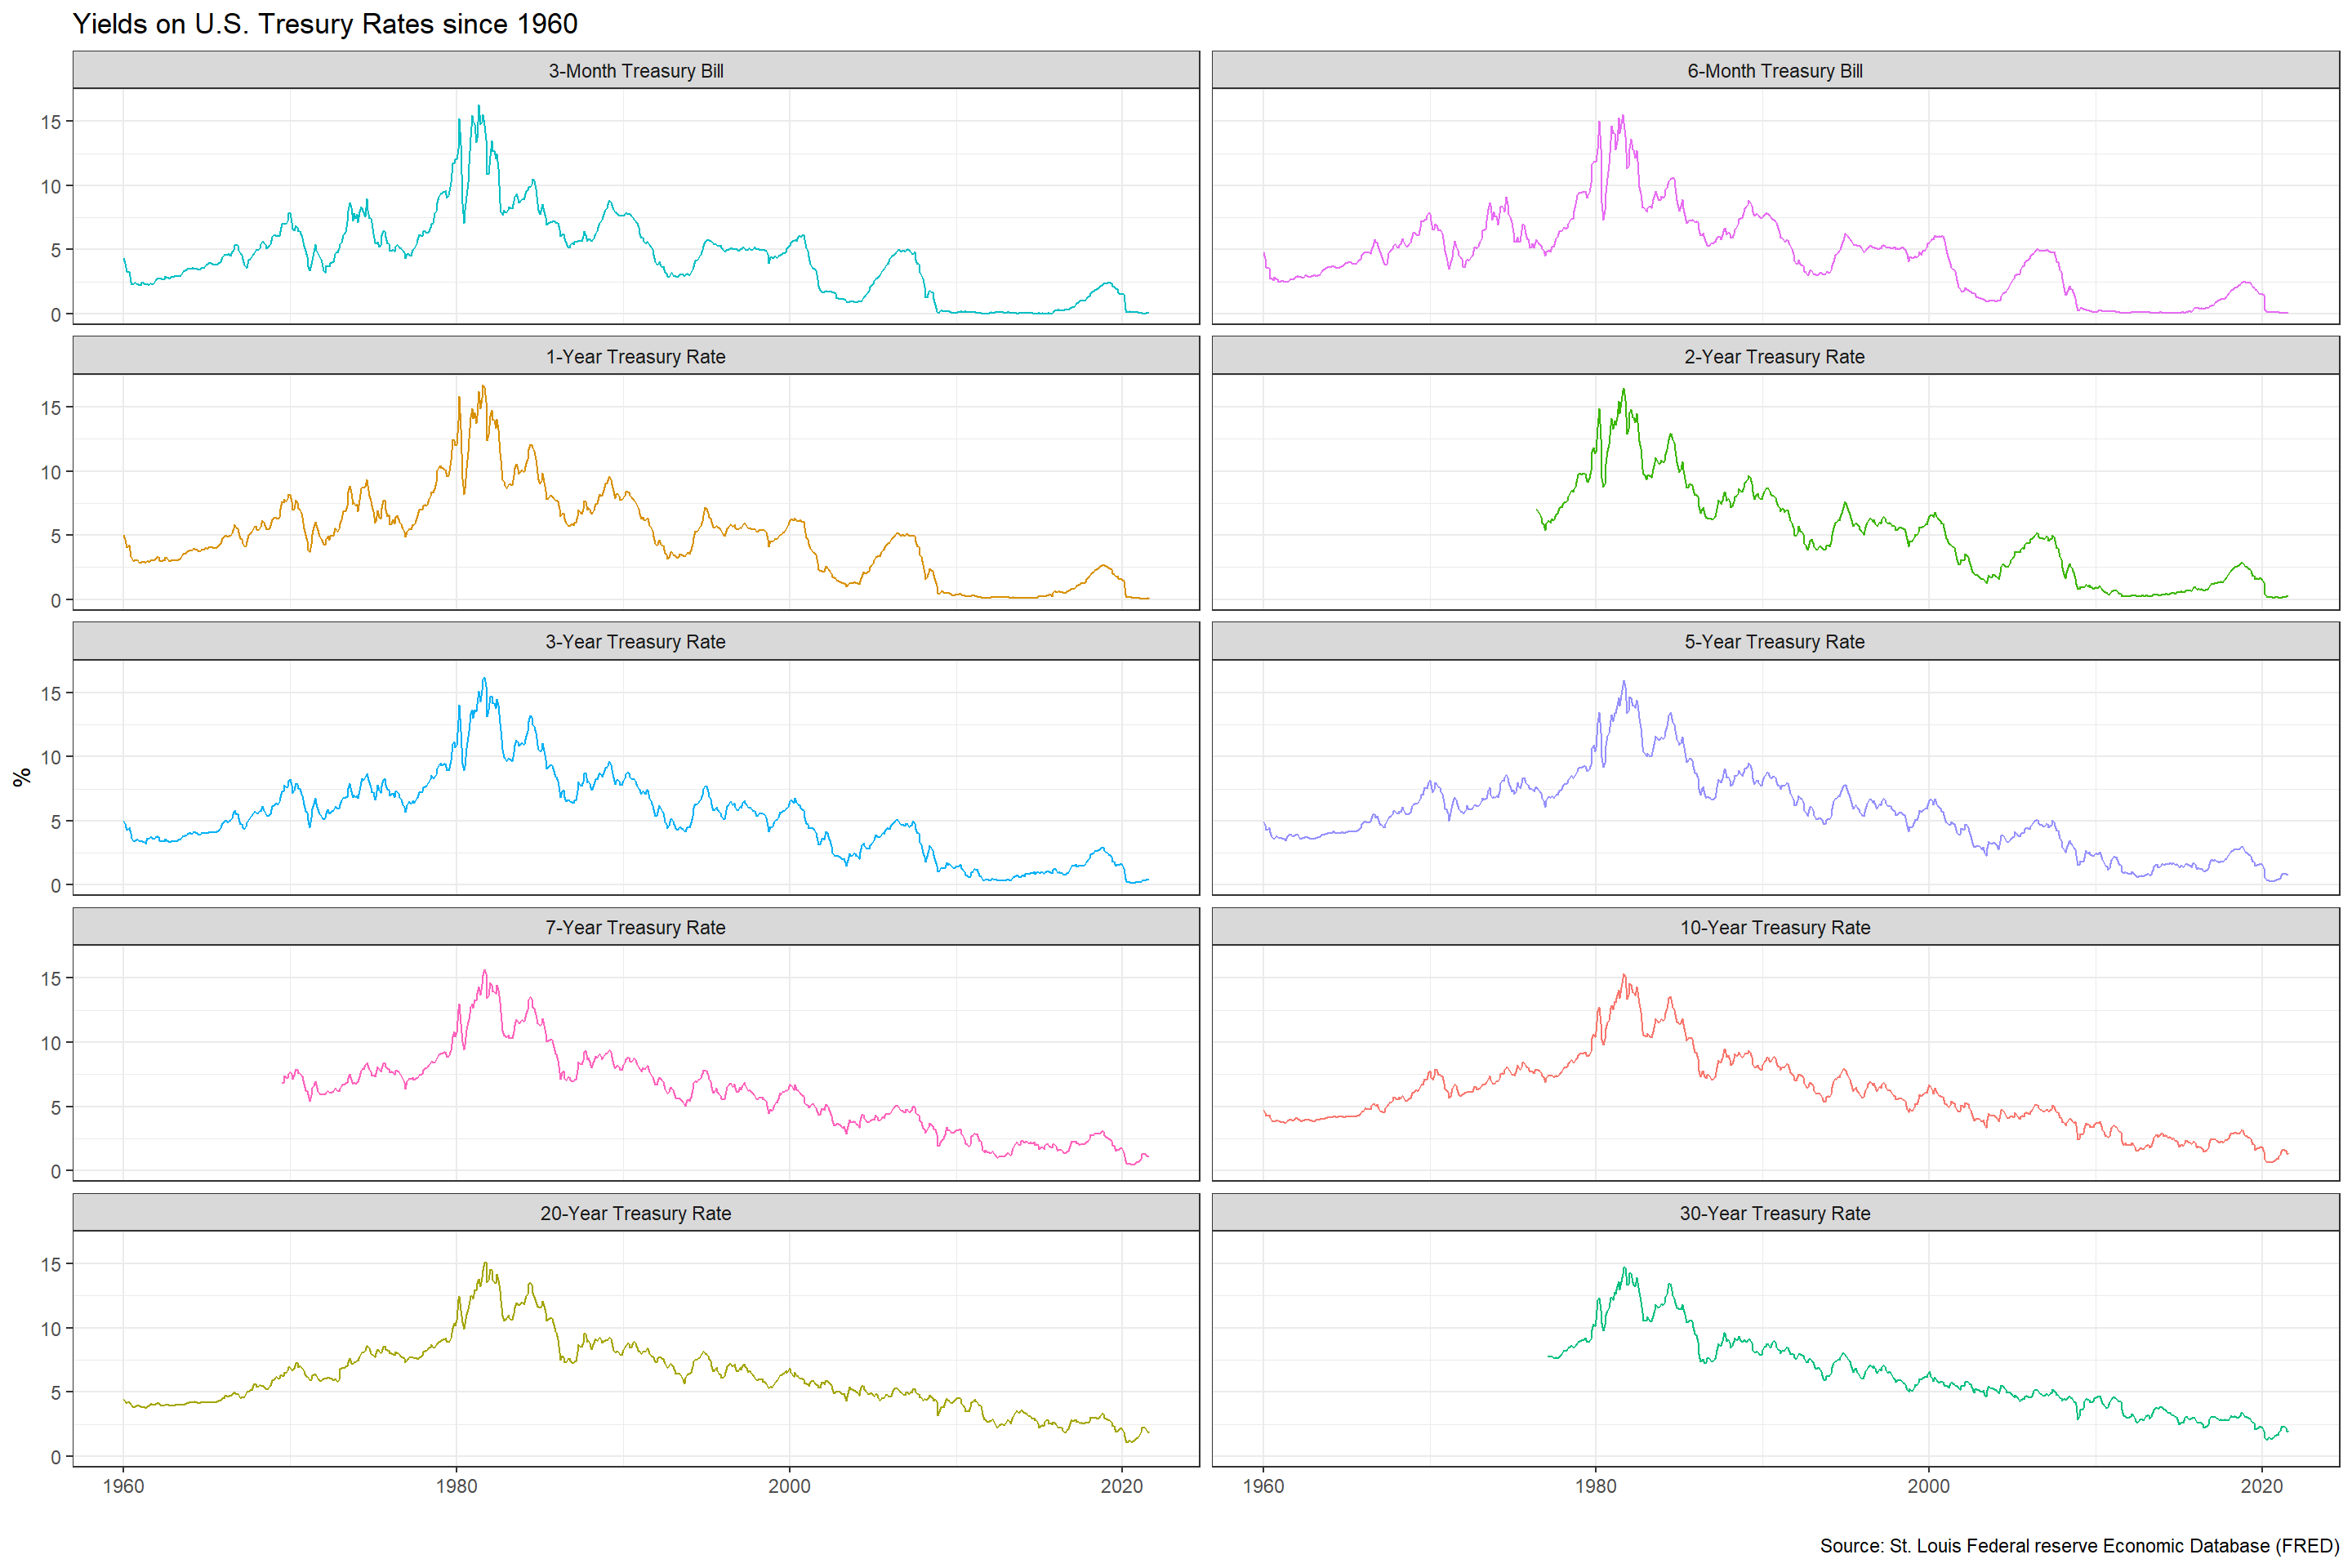 Yields on U.S. Tresury Rates since 1960
3-Month Treasury Bill
6-Month Treasury Bill
15
10
5
0
1-Year Treasury Rate
2-Year Treasury Rate
15
10
5
0
3-Year Treasury Rate
5-Year Treasury Rate
15
10
5
0
%
7-Year Treasury Rate
10-Year Treasury Rate
15
10
5
0
20-Year Treasury Rate
30-Year Treasury Rate
15
10
5
0
1960 1980 2000 2020 1960 1980 2000 2020
Source: St. Louis Federal reserve Economic Database (FRED)